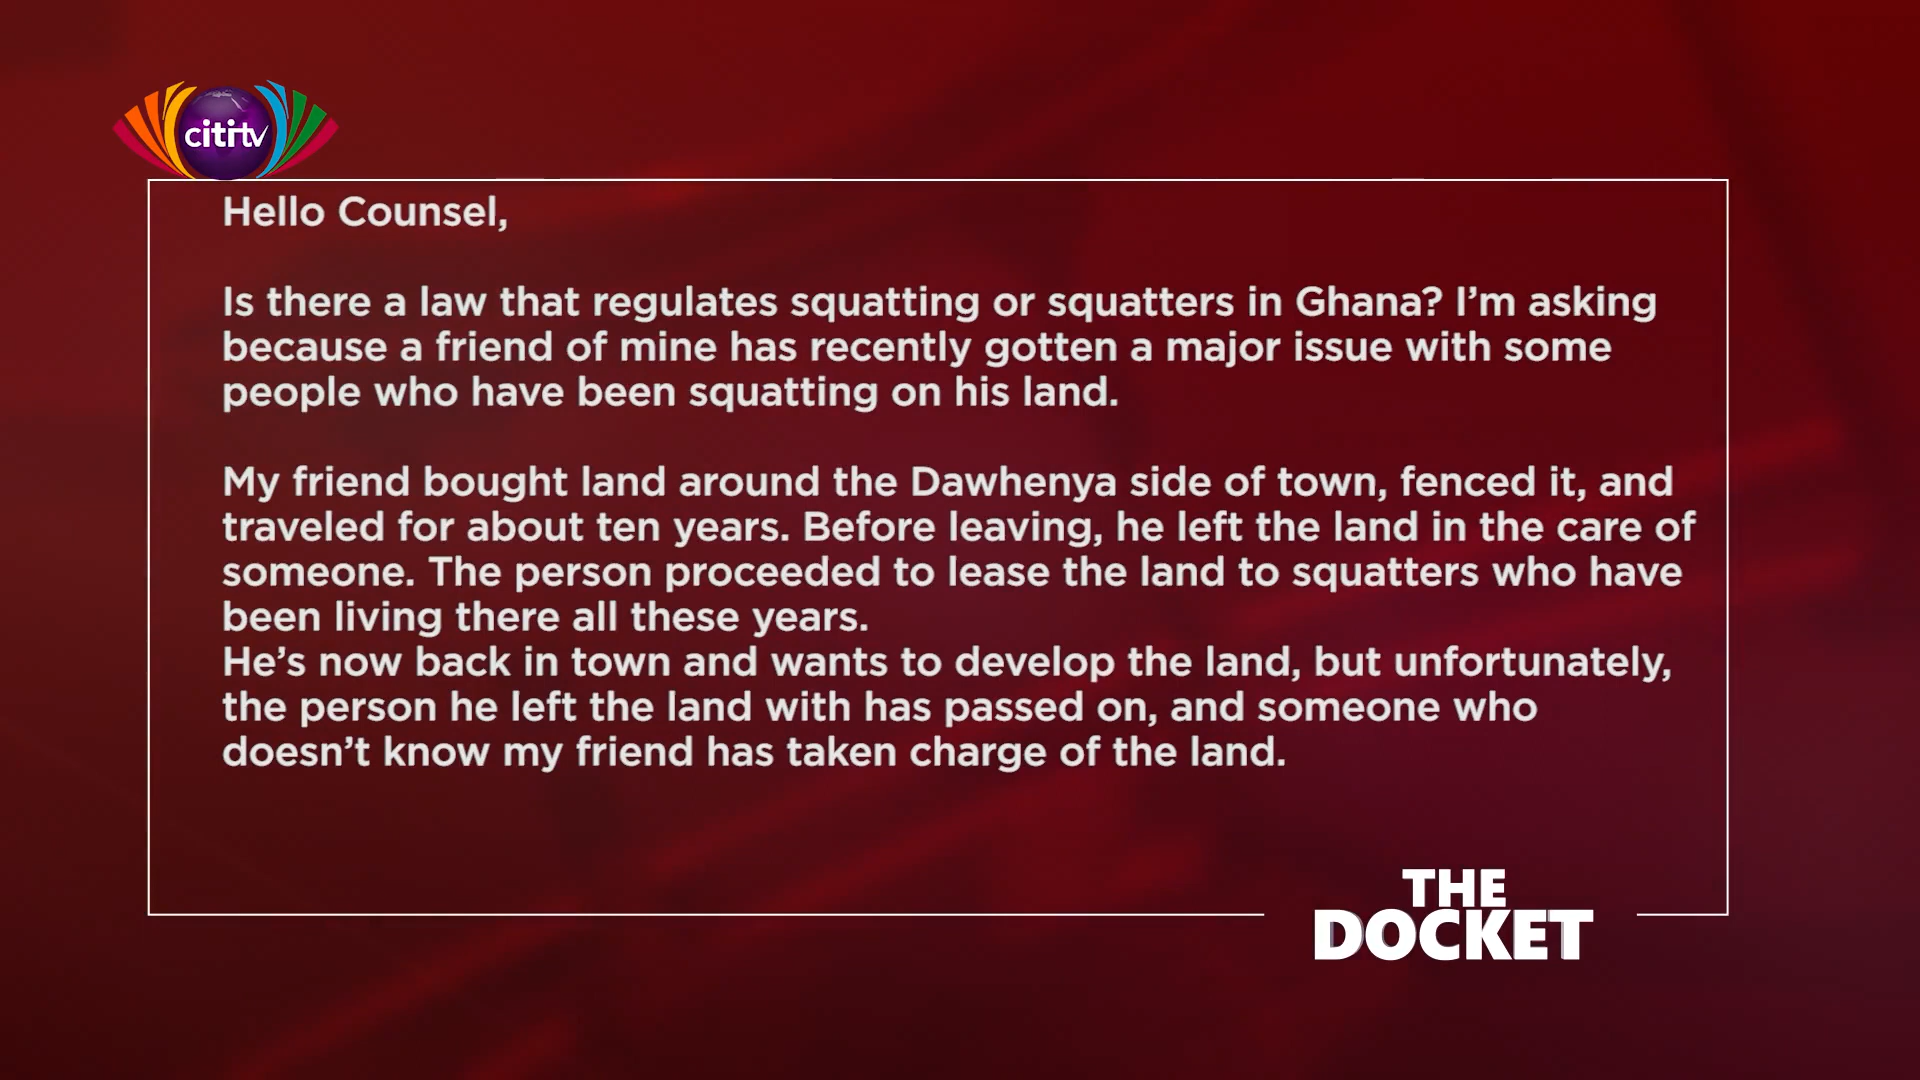 cititv
Hello Counsel,
Is there a law that regulates squatting or squatters in Ghana? I’m asking
because a friend of mine has recently gotten a major issue with some
people who have been squatting on his land.
My friend bought land around the Dawhenya side of town, fenced it, and
traveled for about ten years. Before leaving, he left the land in the care of
someone. The person proceeded to lease the land to squatters who have
been living there all these years.
He’s now back in town and wants to develop the land, but unfortunately,
the person he left the land with has passed on, and someone who
doesn’t know my friend has taken charge of the land.
THE
DOCKET